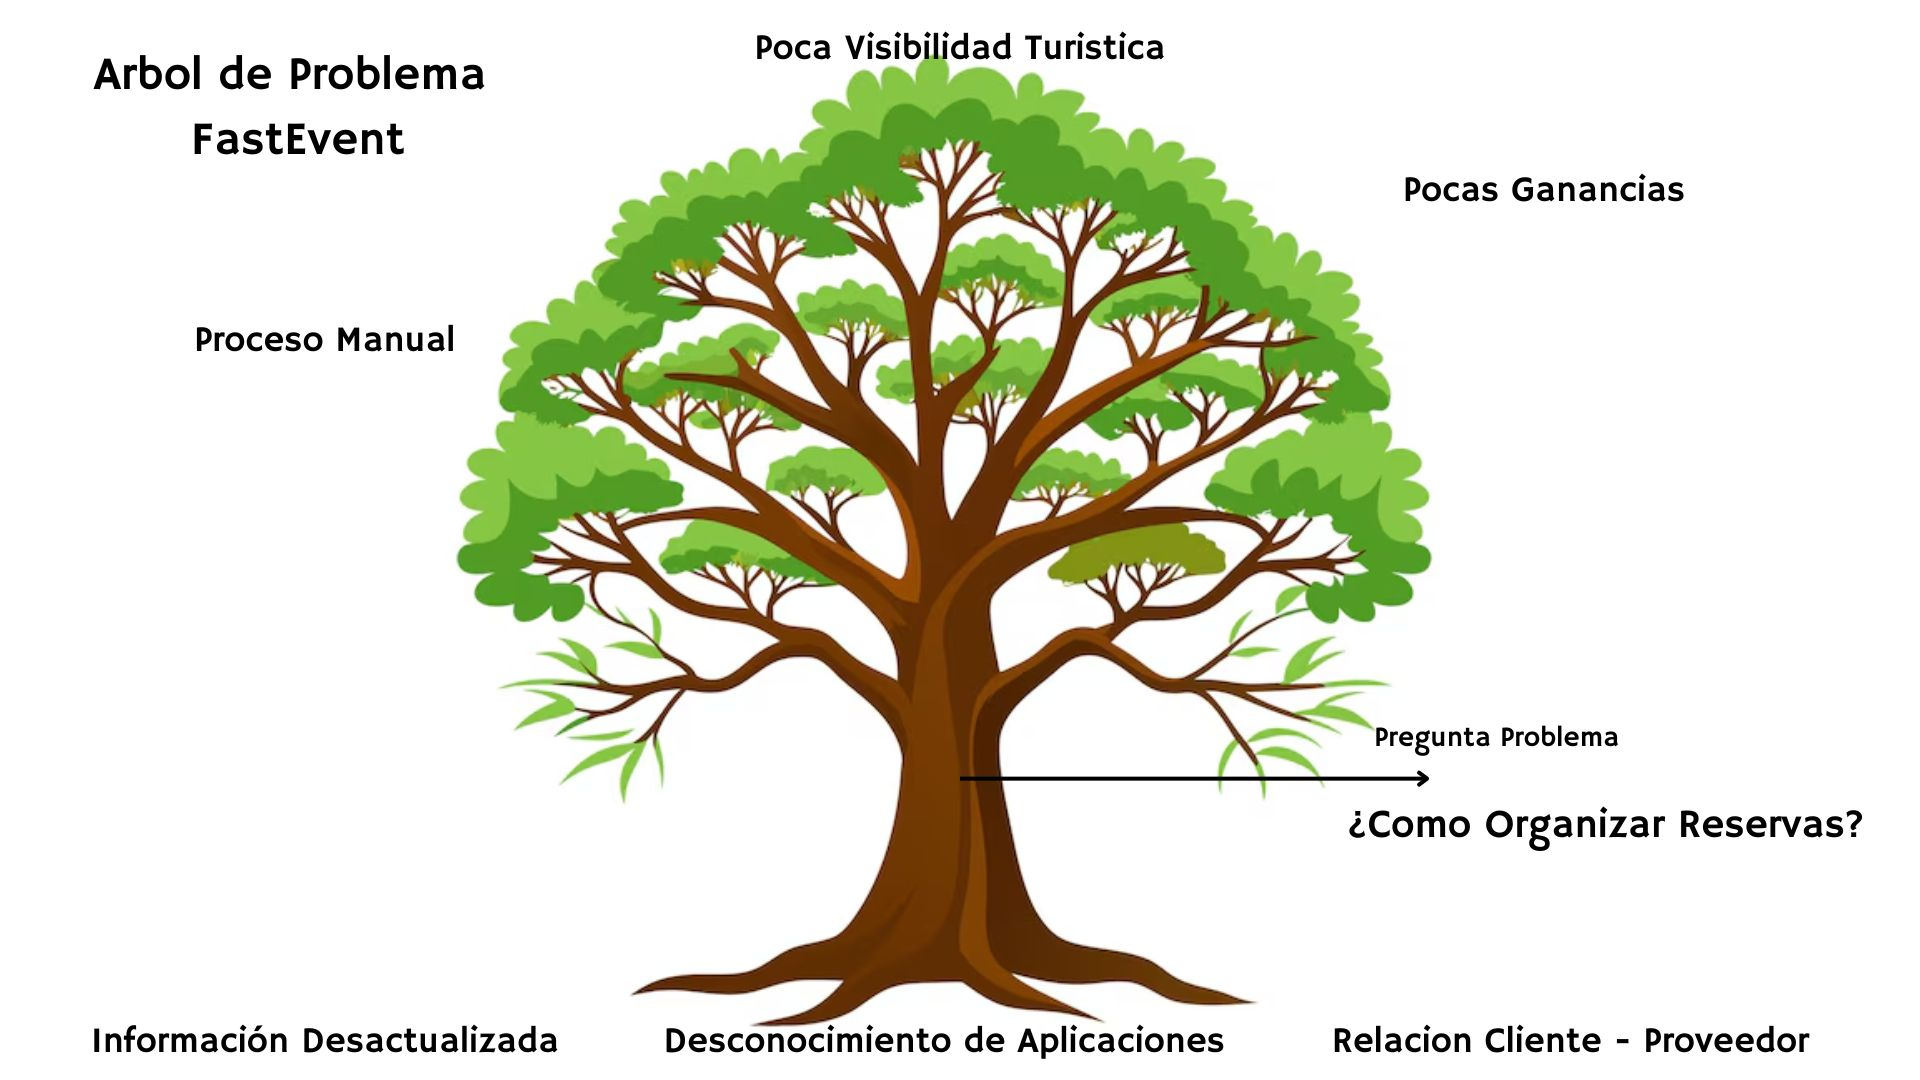 Arbol de Problema
FastEvent
Poca Visibilidad Turistica
Pocas Ganancias
Proceso Manual
Pregunta Problema
¿Como Organizar Reservas?
Información Desactualizada
Desconocimiento de Aplicaciones
Relacion Cliente - Proveedor